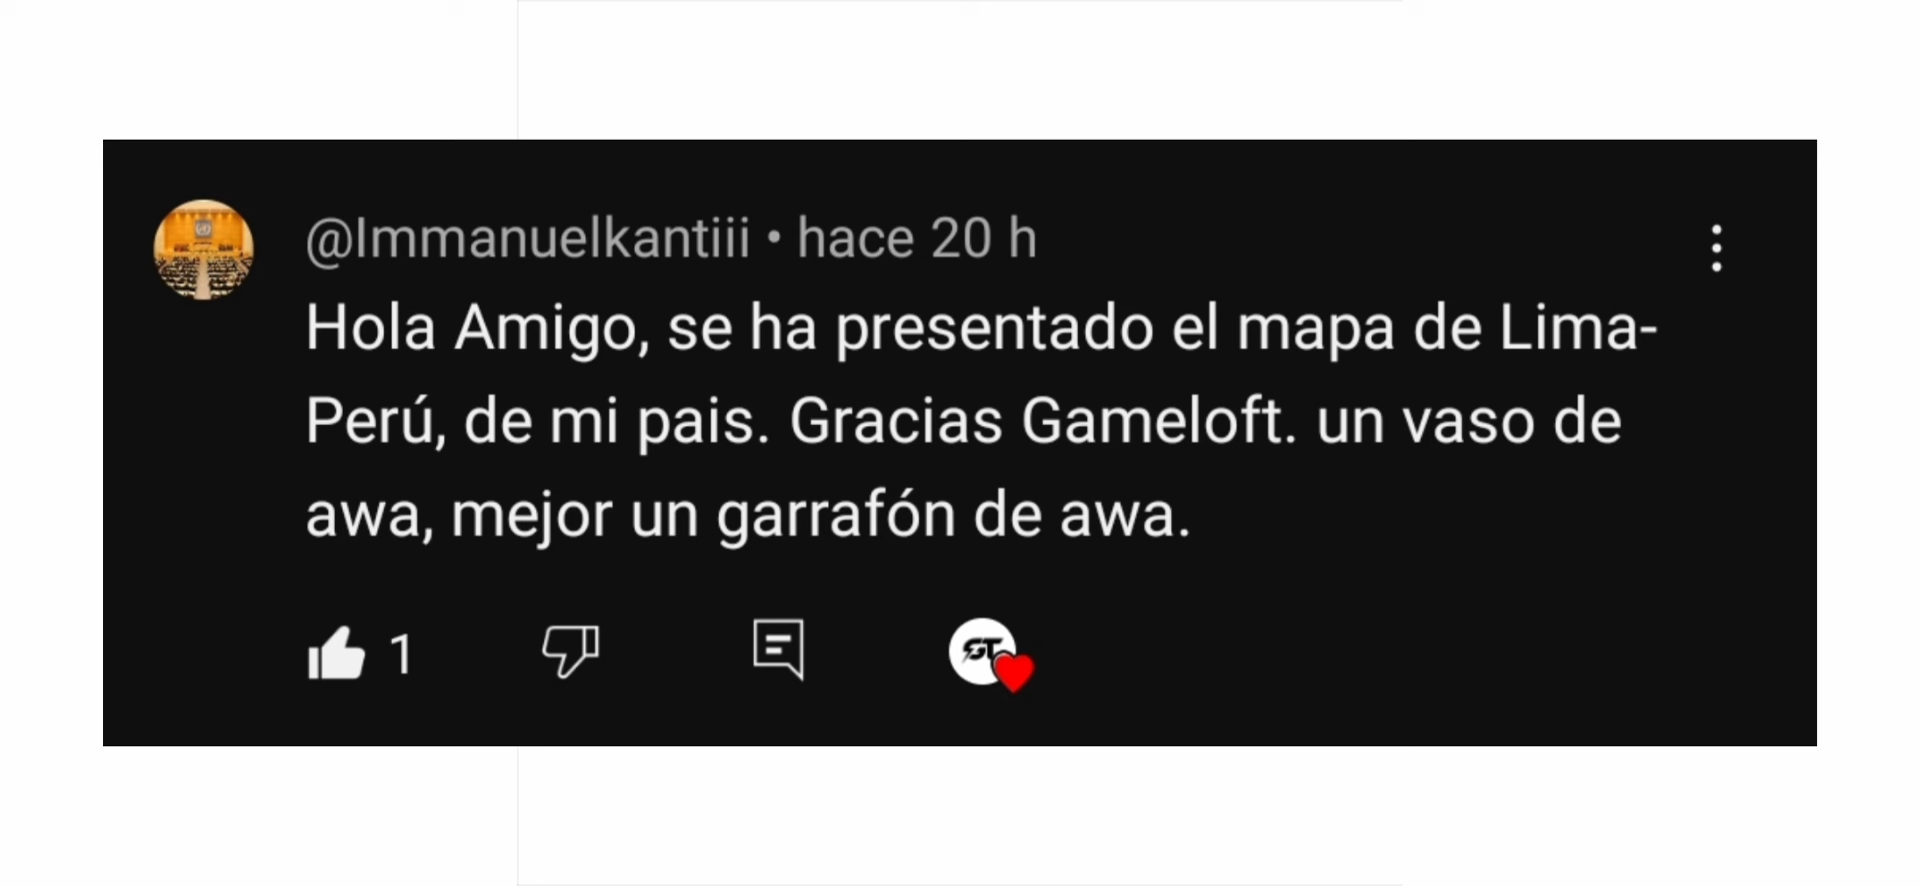 @Immanuelkantiii • hace 20 h
Hola Amigo, se ha presentado el mapa de Lima-
Perú, de mi pais. Gracias Gameloft. un vaso de
awa, mejor un garrafón de awa.
1
GT